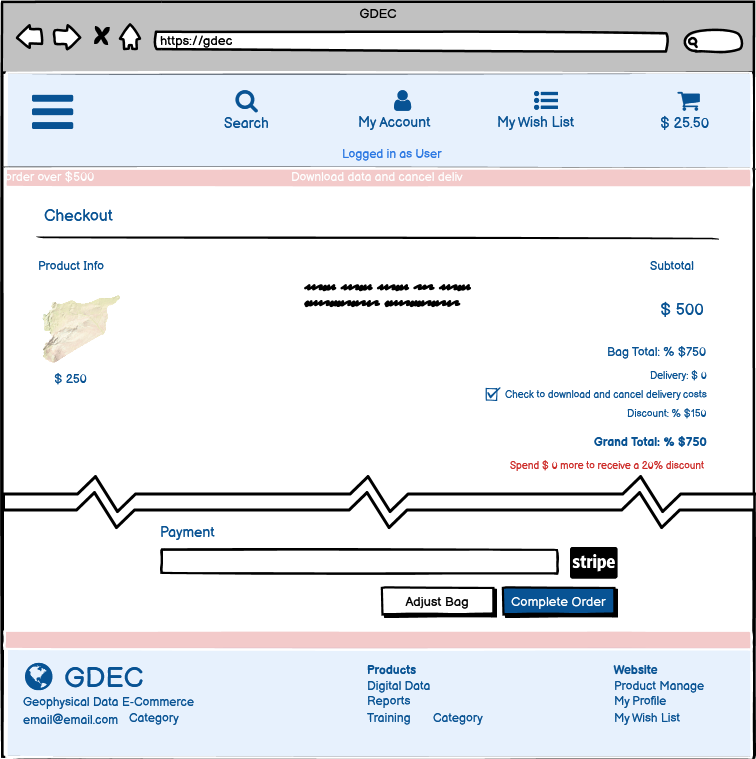 GDEC
https://gdec
Search
My Account
My Wish List
$ 25.50
Logged in as User
order over $500
Download data and cancel deliv
Checkout
Product Info
Subtotal
$ 500
$ 250
Bag Total: % $750
Delivery: $ 0
Check to download and cancel delivery costs
Discount: % $150
Grand Total: % $750
Spend $ 0 more to receive a 20% discount
Payment
stripe
Adjust Bag
Complete Order
GDEC
Geophysical Data E-Commerce
email@email.com
Category
Products
Digital Data
Reports
Training
Category
Website
Product Manage
My Profile
My Wish List